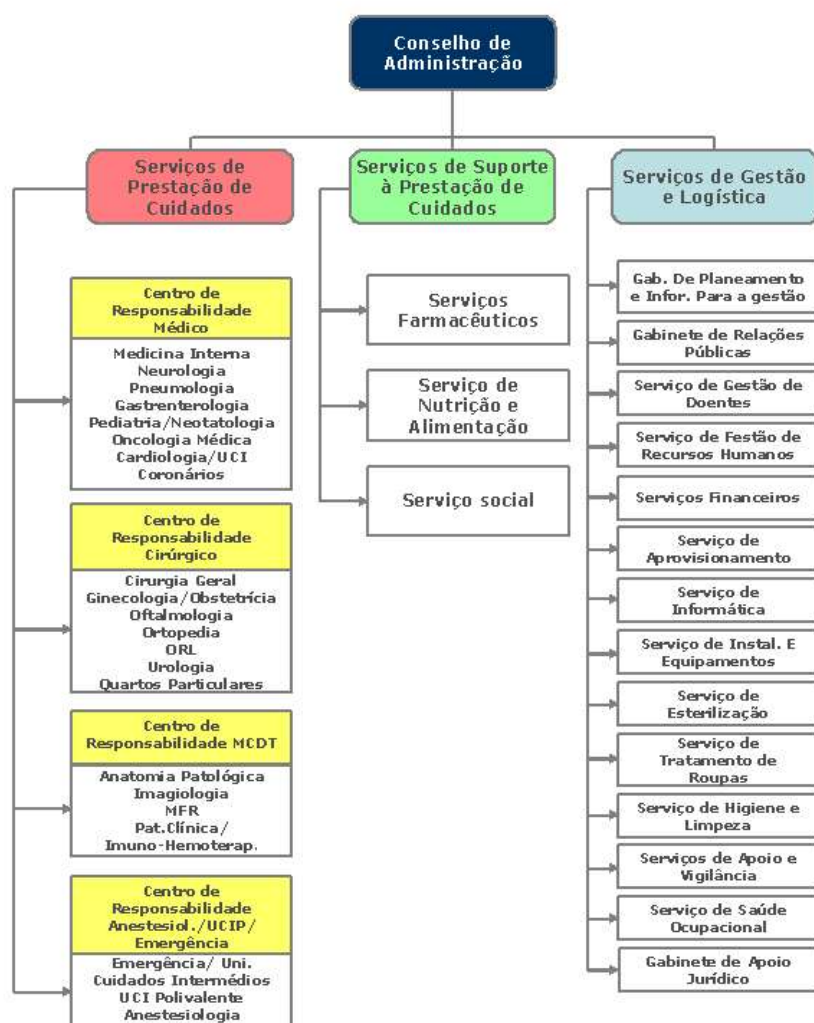 Conselho de
Administração
Serviços de
Prestação de
Cuidados
Serviços de Suporte
à Prestação de
Cuidados
Serviços de Gestão
e Logística
Centro de
Responsabilidade
Médico
Medicina Interna
Neurologia
Pneumologia
Gastrenterologia
Pediatria/Neotatologia
Oncologia Médica
Cardiologia/UCI
Coronários
Centro de
Responsabilidade
Cirúrgico
Cirurgia Geral
Ginecologia/Obstetrícia
Oftalmologia
Ortopedia
ORL
Urologia
Quartos Particulares
Centro de
Responsabilidade MCDT
Anatomia Patológica
Imagiologia
MFR
Pat.Clínica/
Imuno-Hemoterap.
Centro de
Responsabilidade
Anestesiol./UCIP/
Emergência
Emergência/ Uni.
Cuidados Intermédios
UCI Polivalente
Anestesiologia
Serviços
Farmacêuticos
Serviço de
Nutrição e
Alimentação
Serviço social
Gab. De Planeamento
e Infor. Para a gestão
Gabinete de Relações
Públicas
Serviço de Gestão de
Doentes
Serviço de Festão de
Recursos Humanos
Serviços Financeiros
Serviço de
Aprovisionamento
Serviço de
Informática
Serviço de Instal. E
Equipamentos
Serviço de
Esterilização
Serviço de
Tratamento de
Roupas
Serviço de Higiene e
Limpeza
Serviços de Apoio e
Vigilância
Serviço de Saúde
Ocupacional
Gabinete de Apoio
Jurídico